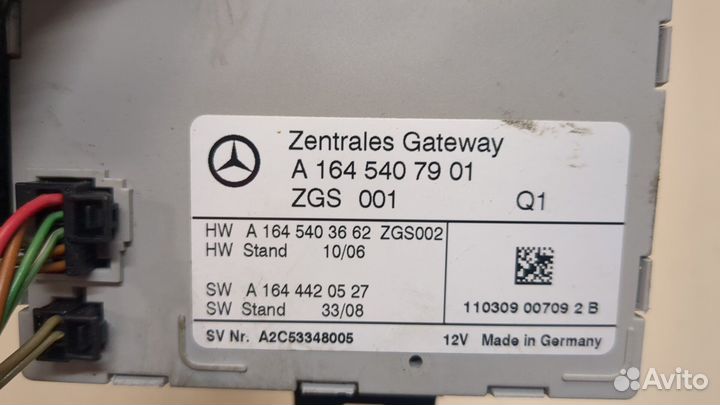 Zentrales Gateway
A 164 540 79 01
ZGS 001 Q1
HW A 164 540 36 62 ZGS002
HW Stand 10/06
SW A 164 442 05 27
SW Stand 33/08
110309 00709 2 B
SV Nr. A2C53348005 12V Made in Germany
Avito